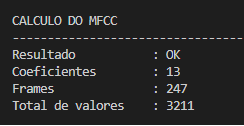 CALCULO DO MFCC
----------------------------------------
Resultado : OK
Coeficientes : 13
Frames : 247
Total de valores : 3211